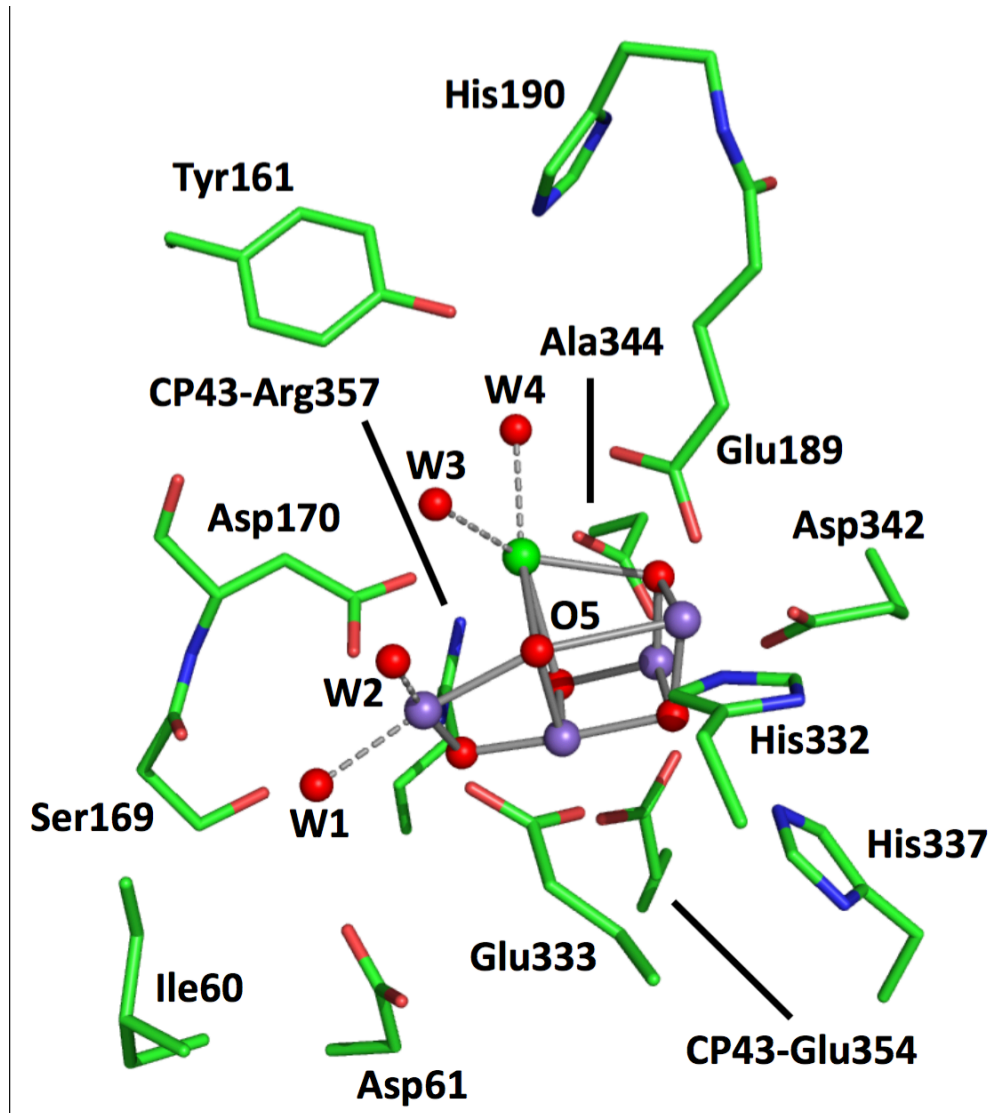 His190
Tyr161
Ala344
CP43-Arg357
W4
Glu189
W3
Asp170
Asp342
O5
W2
His332
W1
Ser169
His337
Glu333
Ile60
CP43-Glu354
Asp61